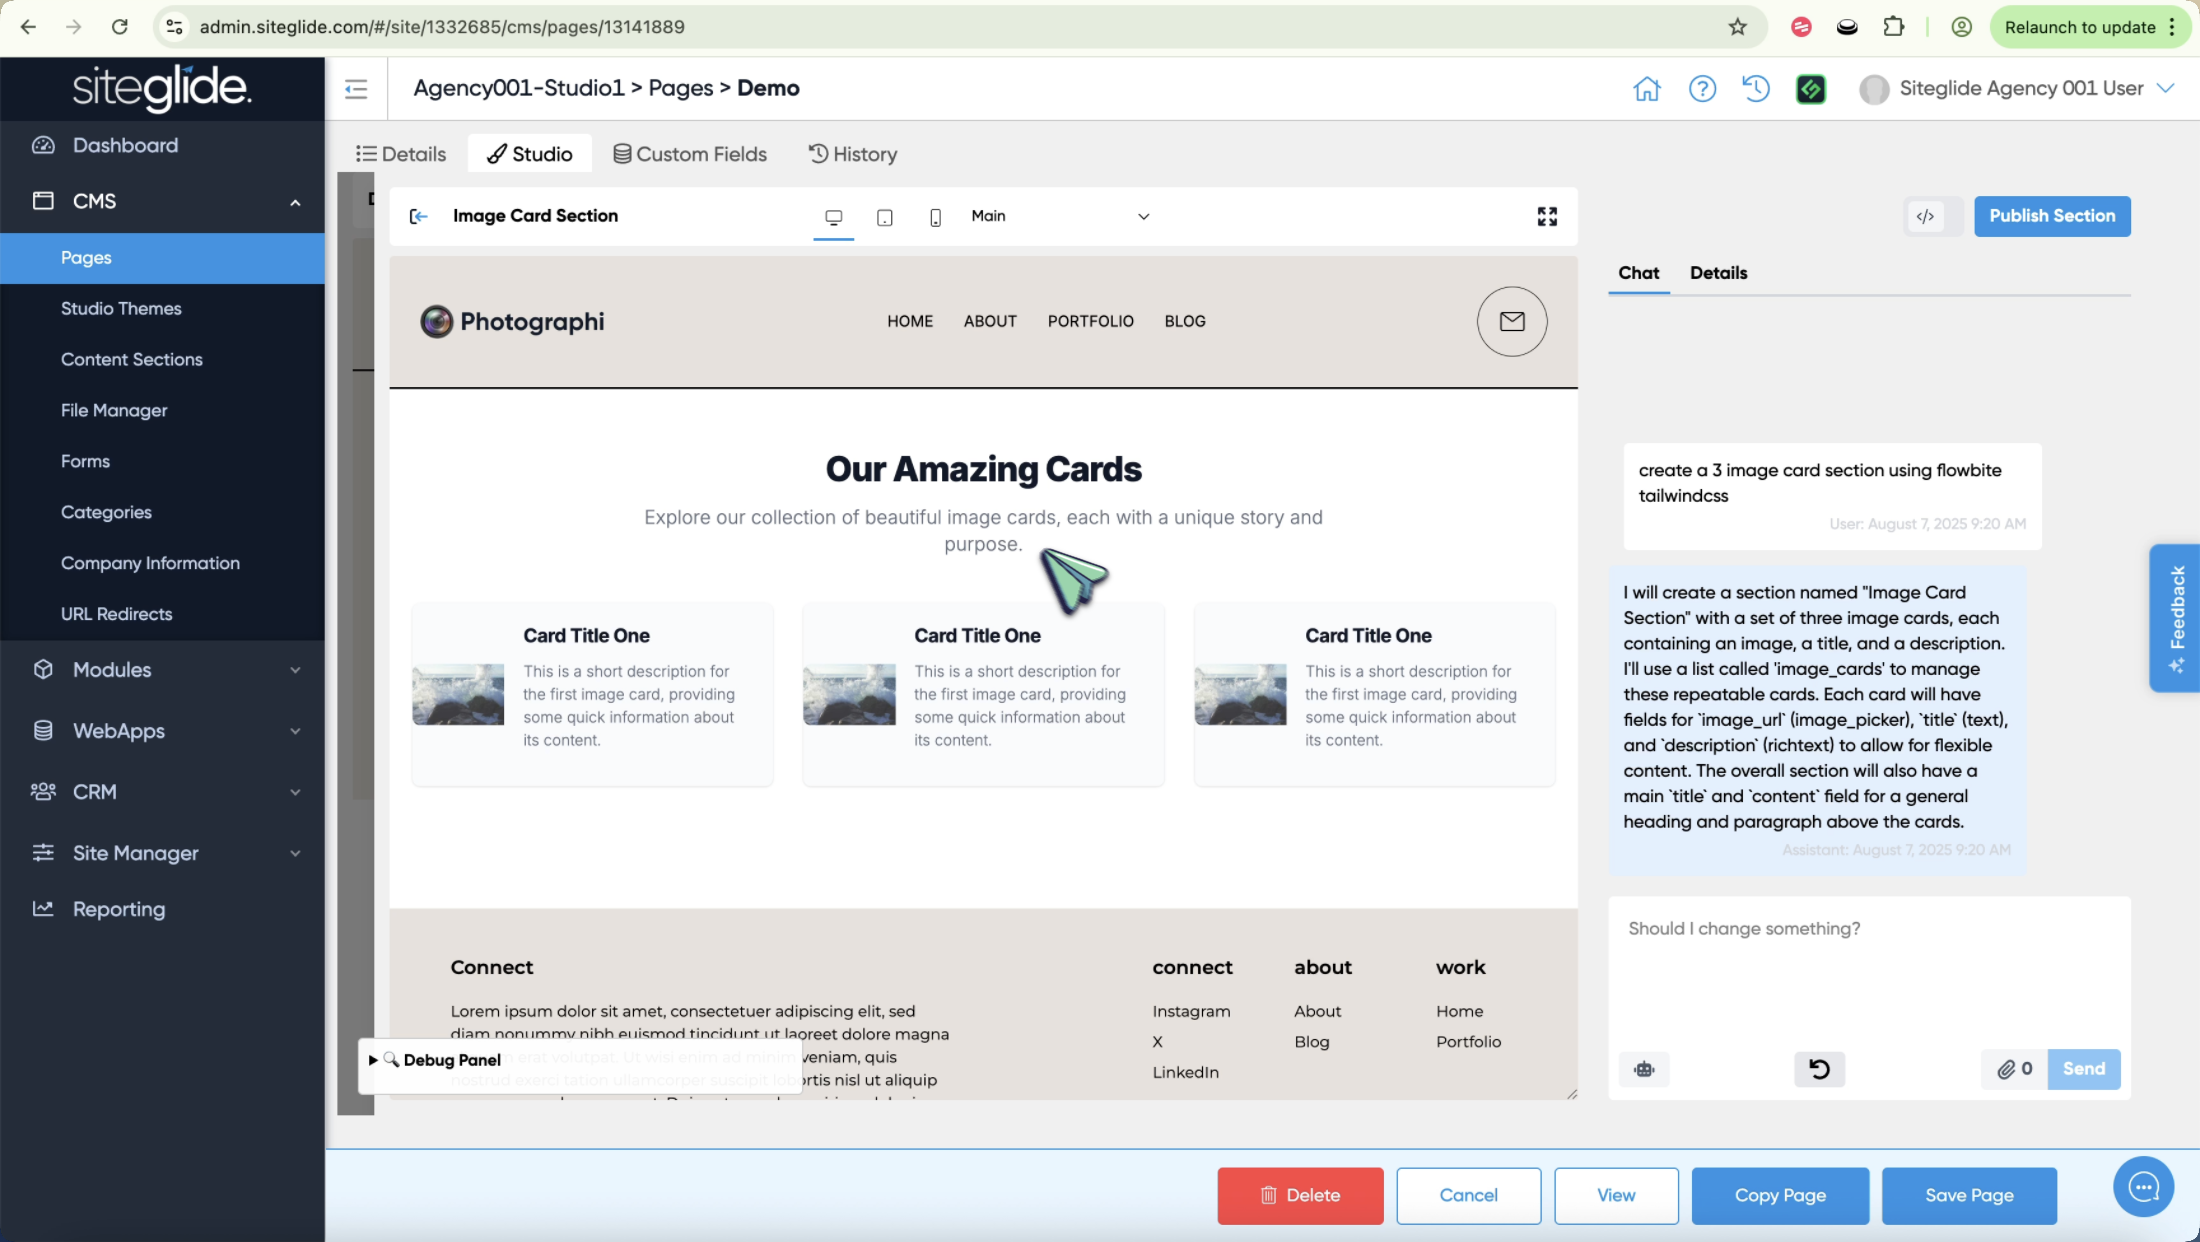 admin.siteglide.com/#/site/1332685/cms/pages/13141889
Relaunch to update
siteglide.
Agency001-Studio1 > Pages > Demo
Siteglide Agency 001 User
Dashboard
CMS
Pages
Studio Themes
Content Sections
File Manager
Forms
Categories
Company Information
URL Redirects
Modules
WebApps
CRM
Site Manager
Reporting
Details
Studio
Custom Fields
History
Image Card Section
Main
</>
Publish Section
Photographi
HOME
ABOUT
PORTFOLIO
BLOG
Our Amazing Cards
Explore our collection of beautiful image cards, each with a unique story and
purpose.
Card Title One
This is a short description for
the first image card, providing
some quick information about
its content.
Card Title One
This is a short description for
the first image card, providing
some quick information about
its content.
Card Title One
This is a short description for
the first image card, providing
some quick information about
its content.
Connect
Lorem ipsum dolor sit amet, consectetuer adipiscing elit, sed
diam nonummy nibh euismod tincidunt ut laoreet dolore magna
erat volutpat. Ut wisi enim ad minim veniam, quis
nostrud exerci tation ullamcorper suscipit lobortis nisl ut aliquip
Debug Panel
connect
Instagram
X
LinkedIn
about
About
Blog
work
Home
Portfolio
Chat
Details
create a 3 image card section using flowbite
tailwindcss
User: August 7, 2025 9:20 AM
I will create a section named "Image Card
Section" with a set of three image cards, each
containing an image, a title, and a description.
I'll use a list called 'image_cards' to manage
these repeatable cards. Each card will have
fields for `image_url` (image_picker), `title` (text),
and `description` (richtext) to allow for flexible
content. The overall section will also have a
main `title` and `content` field for a general
heading and paragraph above the cards.
Assistant: August 7, 2025 9:20 AM
Should I change something?
0
Send
Feedback
Delete
Cancel
View
Copy Page
Save Page